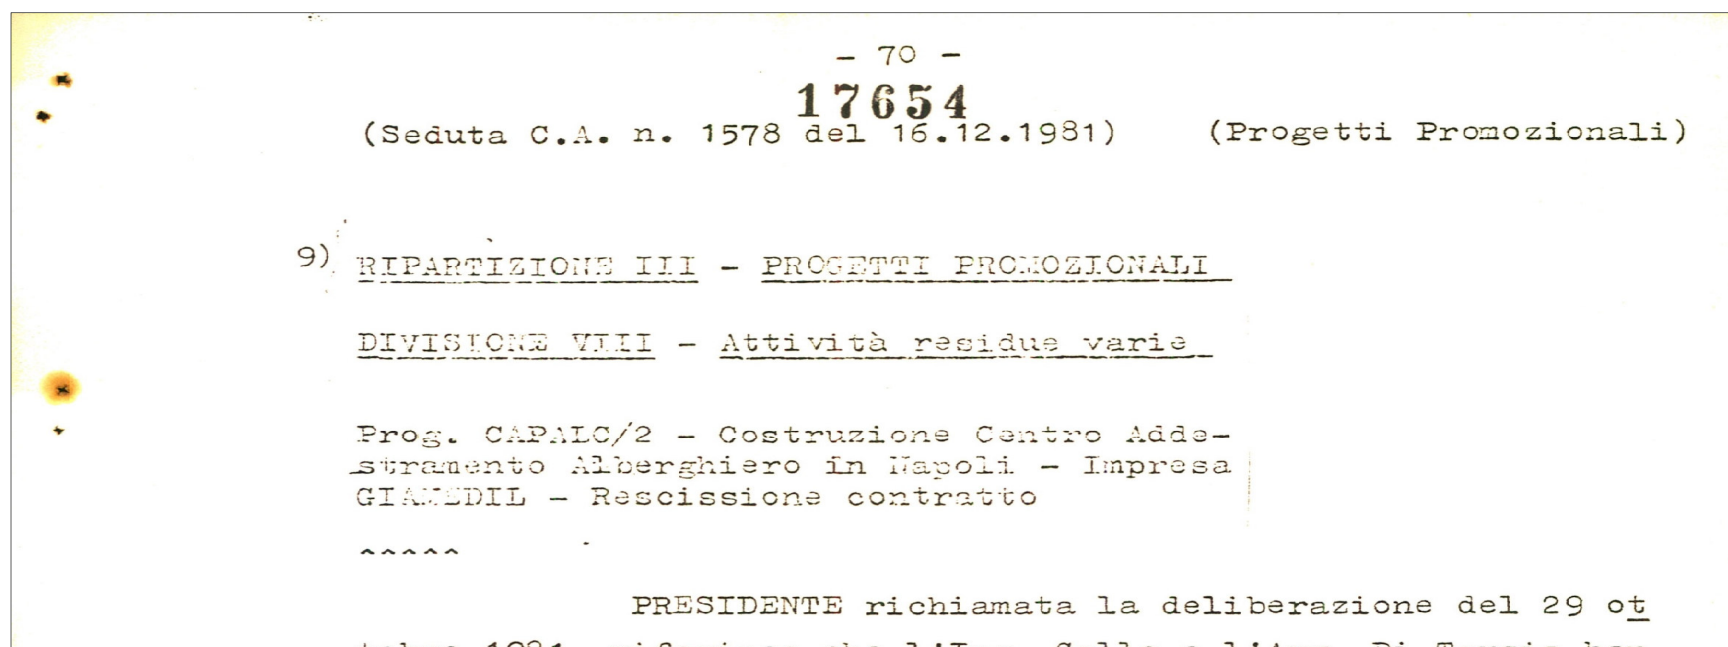 - 70 -
17654
(Seduta C.A. n. 1578 del 16.12.1981) (Progetti Promozionali)
9) RIPARTIZIONE III - PROGETTI PROMOZIONALI
DIVISIONE VIII - Attività residue varie
Prog. CAPALC/2 - Costruzione Centro Adde-
stramento Alberghiero in Napoli - Impresa
GIAMEDIL - Rescissione contratto
^^^^^
PRESIDENTE richiamata la deliberazione del 29 ot